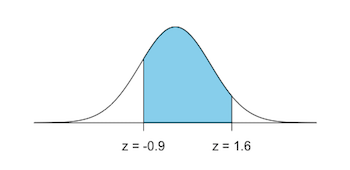 z = -0.9 z = 1.6